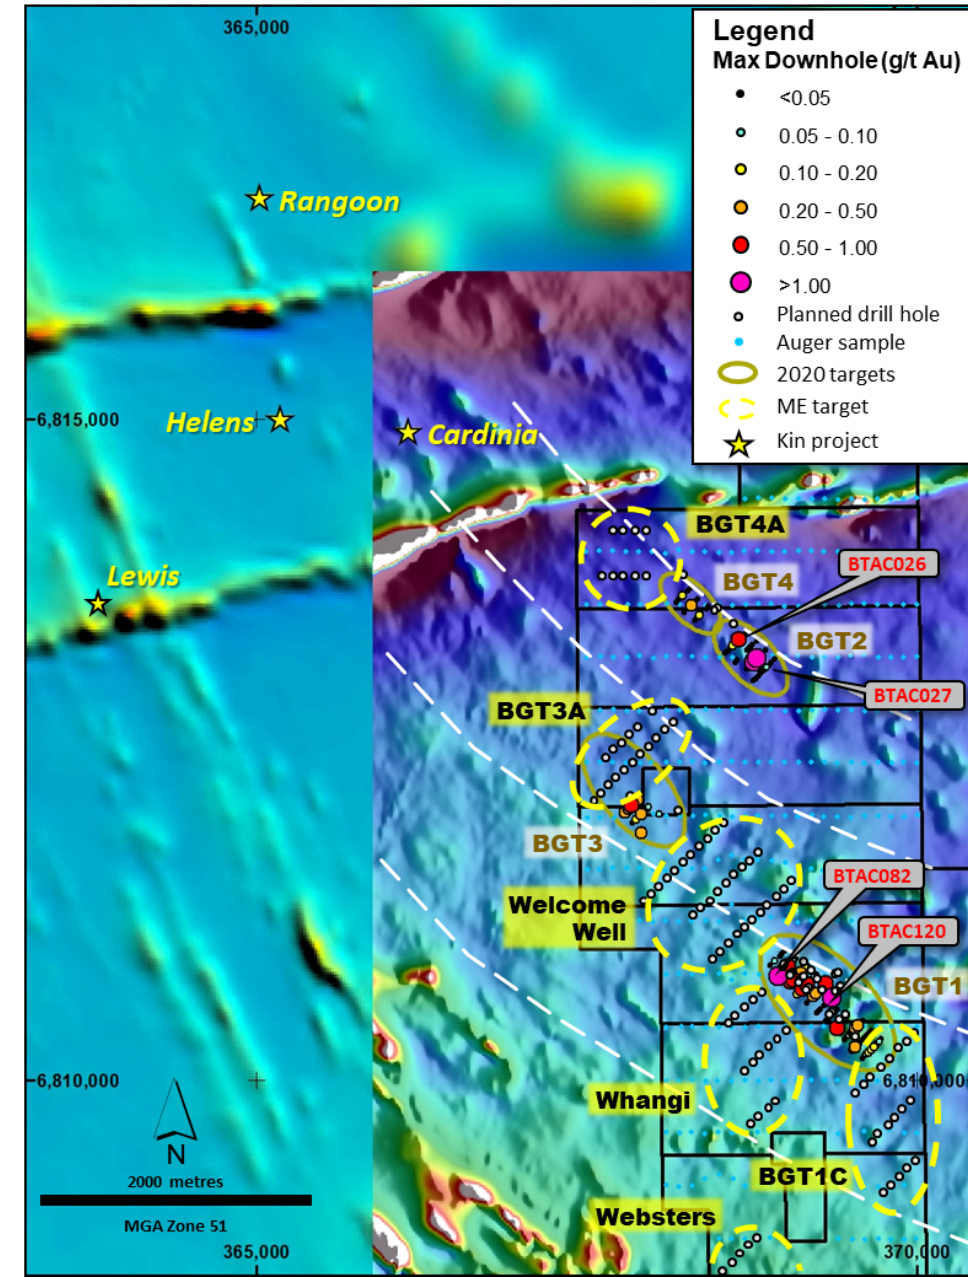 365,000
Legend
Max Downhole (g/t Au)
<0.05
0.05 - 0.10
0.10 - 0.20
0.20 - 0.50
0.50 - 1.00
>1.00
Planned drill hole
Auger sample
2020 targets
ME target
Kin project
Rangoon
6,815,000
Helens
Cardinia
BGT4A
BTAC026
Lewis
BGT4
BGT2
BTAC027
BGT3A
BGT3
BTAC082
Welcome
Well
BTAC120
BGT1
6,810,000
6,810,000
Whangi
N
2000 metres
BGT1C
MGA Zone 51
Websters
365,000
370,000